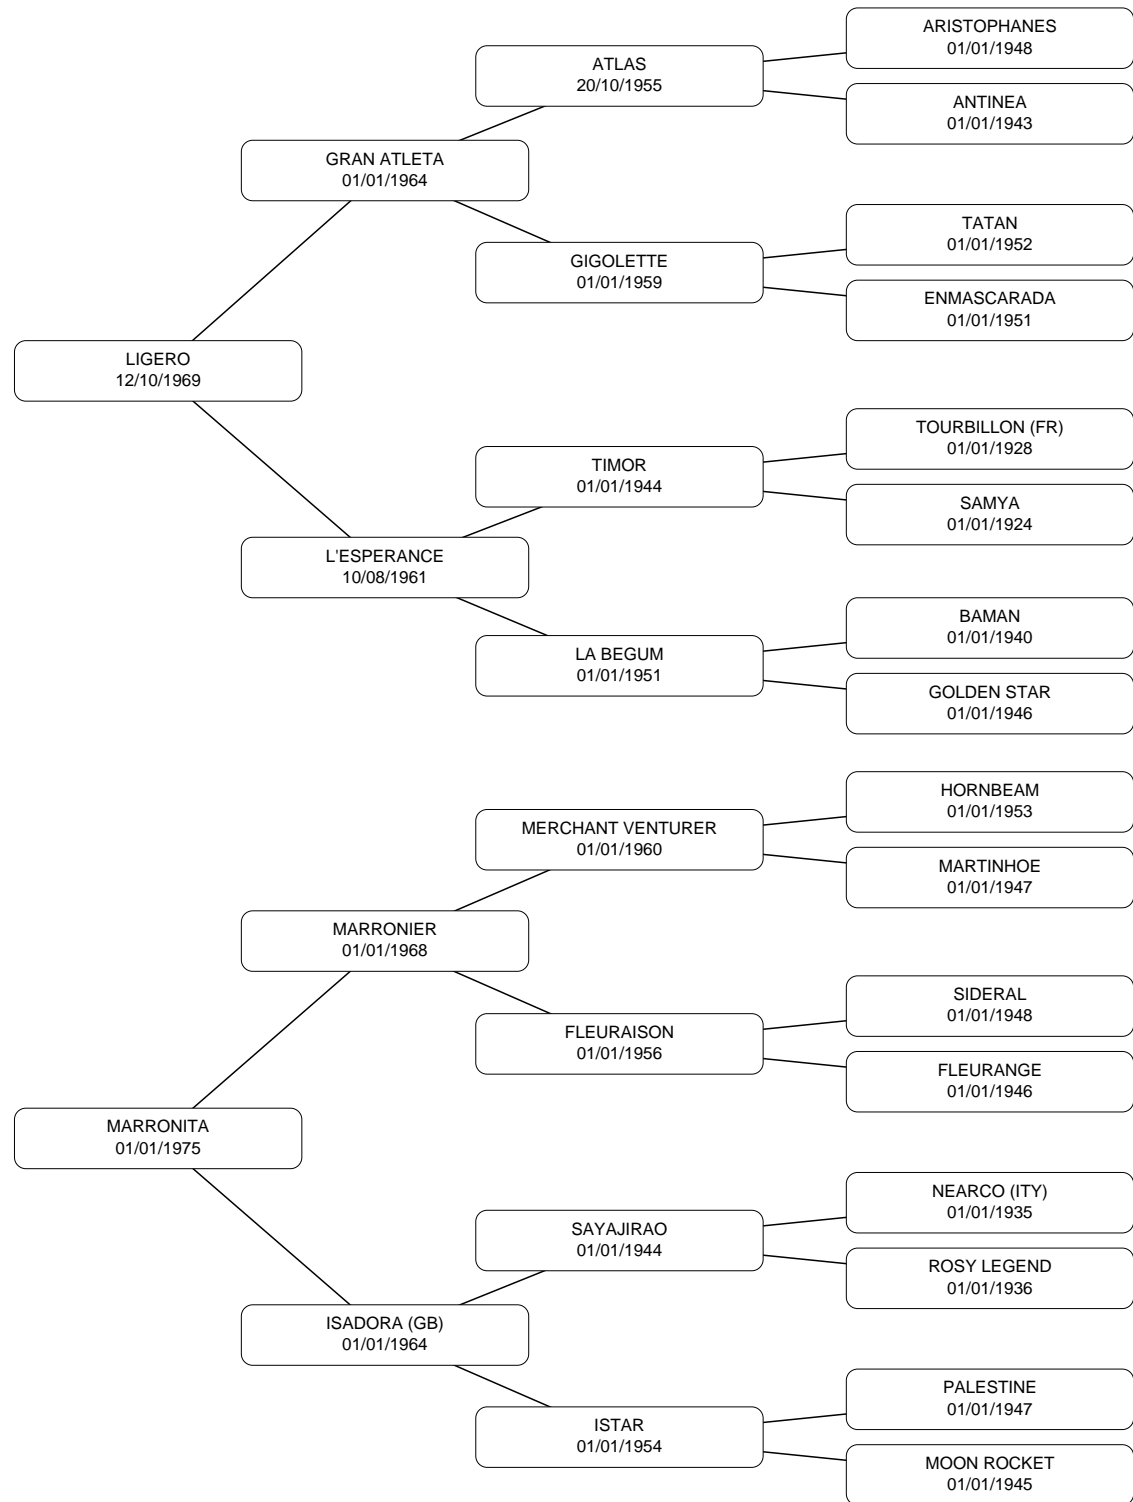 ARISTOPHANES
01/01/1948
ATLAS
20/10/1955
ANTINEA
01/01/1943
GRAN ATLETA
01/01/1964
TATAN
01/01/1952
GIGOLETTE
01/01/1959
ENMASCARADA
01/01/1951
LIGERO
12/10/1969
TOURBILLON (FR)
01/01/1928
TIMOR
01/01/1944
SAMYA
01/01/1924
L'ESPERANCE
10/08/1961
BAMAN
01/01/1940
LA BEGUM
01/01/1951
GOLDEN STAR
01/01/1946
HORNBEAM
01/01/1953
MERCHANT VENTURER
01/01/1960
MARTINHOE
01/01/1947
MARRONIER
01/01/1968
SIDERAL
01/01/1948
FLEURAISON
01/01/1956
FLEURANGE
01/01/1946
MARRONITA
01/01/1975
NEARCO (ITY)
01/01/1935
SAYAJIRAO
01/01/1944
ROSY LEGEND
01/01/1936
ISADORA (GB)
01/01/1964
PALESTINE
01/01/1947
ISTAR
01/01/1954
MOON ROCKET
01/01/1945